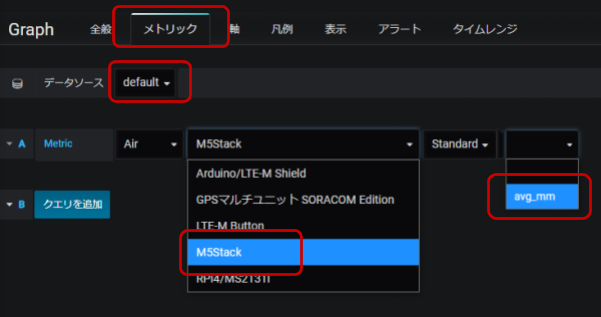 Graph 全般 メトリック 軸 凡例 表示 アラート タイムレンジ
データソース default
A Metric Air M5Stack Standard
Arduino/LTE-M Shield
GPSマルチユニット SORACOM Edition
avg_mm
B クエリを追加
LTE-M Button
M5Stack
RPi4/MS2131i